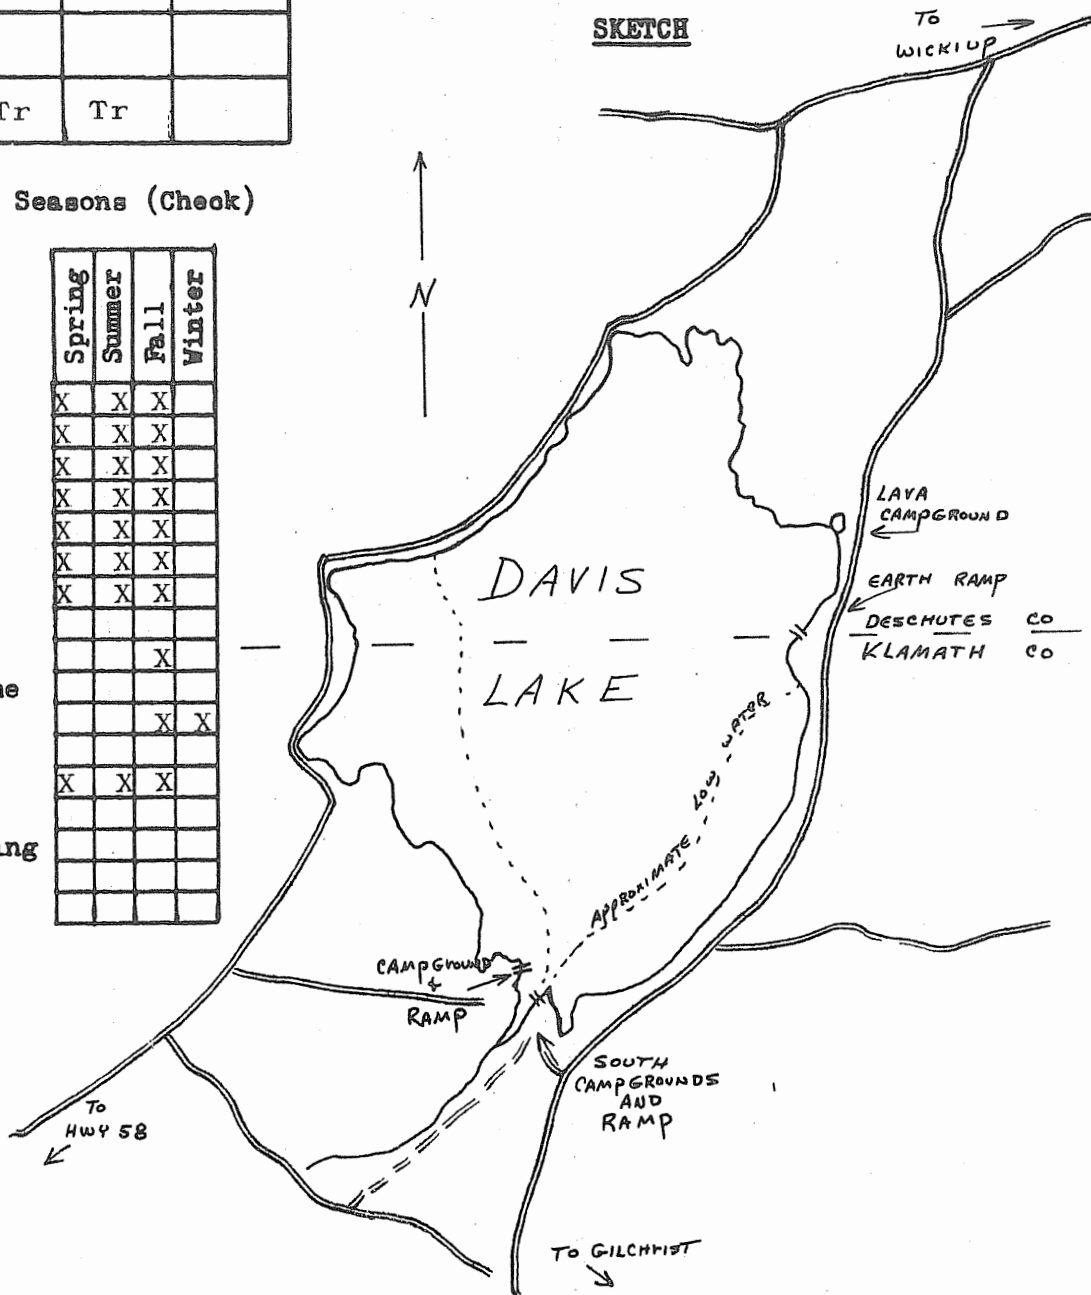 SKETCH
Tr Tr
Seasons (Check)
Spring Summer Fall Winter
X X X
X X X
X X X
X X X
X X X
X X X
X X X
X
X X
X X X
TO
WICKIUP
N
LAVA
CAMPGROUND
EARTH RAMP
DESCHUTES CO
KLAMATH CO
DAVIS
LAKE
APPROXIMATE LOW WATER
CAMPGROUND
+
RAMP
SOUTH
CAMPGROUNDS
AND
RAMP
TO
HWY 58
TO GILCHRIST